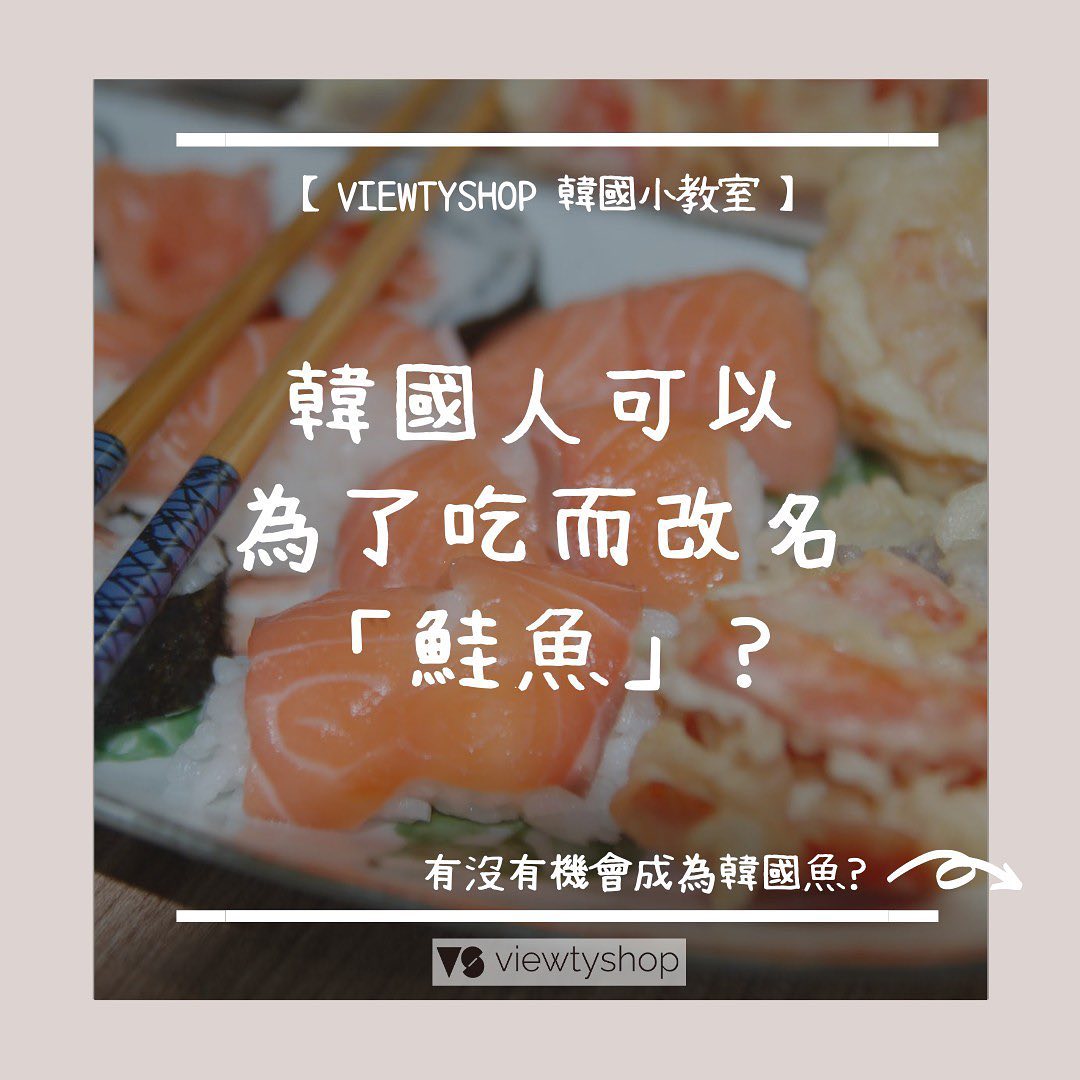 【 VIEWTYSHOP 韓國小教室 】
韓國人可以
為了吃而改名
「鮭魚」?
有沒有機會成為韓國魚?
VS viewtyshop